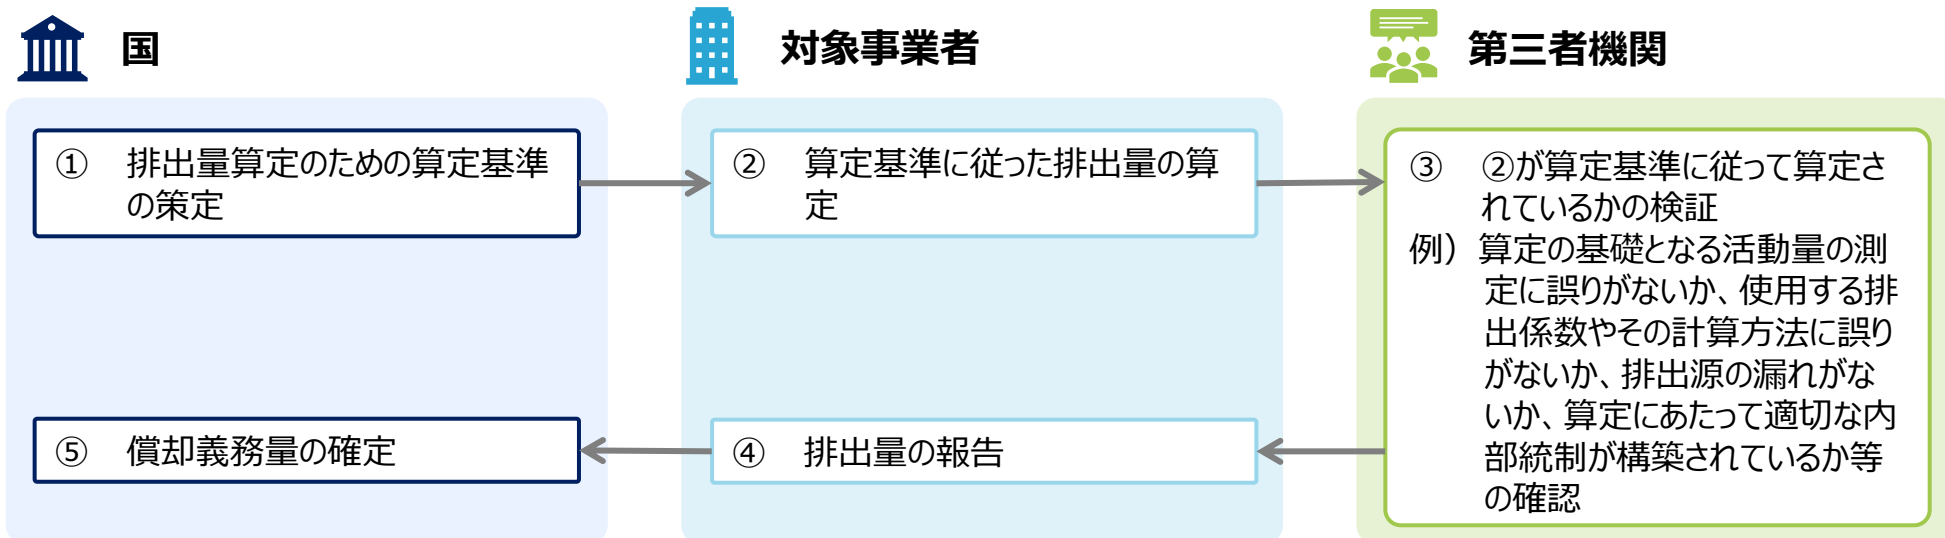 国
対象事業者
第三者機関
① 排出量算定のための算定基準
の策定
② 算定基準に従った排出量の算
定
③ ②が算定基準に従って算定さ
れているかの検証
例）算定の基礎となる活動量の測
定に誤りがないか、使用する排
出係数やその計算方法に誤り
がないか、排出源の漏れがな
いか、算定にあたって適切な内
部統制が構築されているか等
の確認
④ 排出量の報告
⑤ 償却義務量の確定